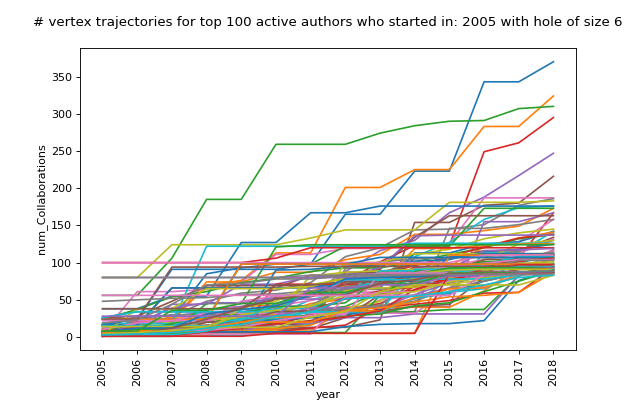 # vertex trajectories for top 100 active authors who started in: 2005 with hole of size 6
350
300
250
200
150
100
50
0
num_Collaborations
2005 2006 2007 2008 2009 2010 2011 2012 2013 2014 2015 2016 2017 2018
year